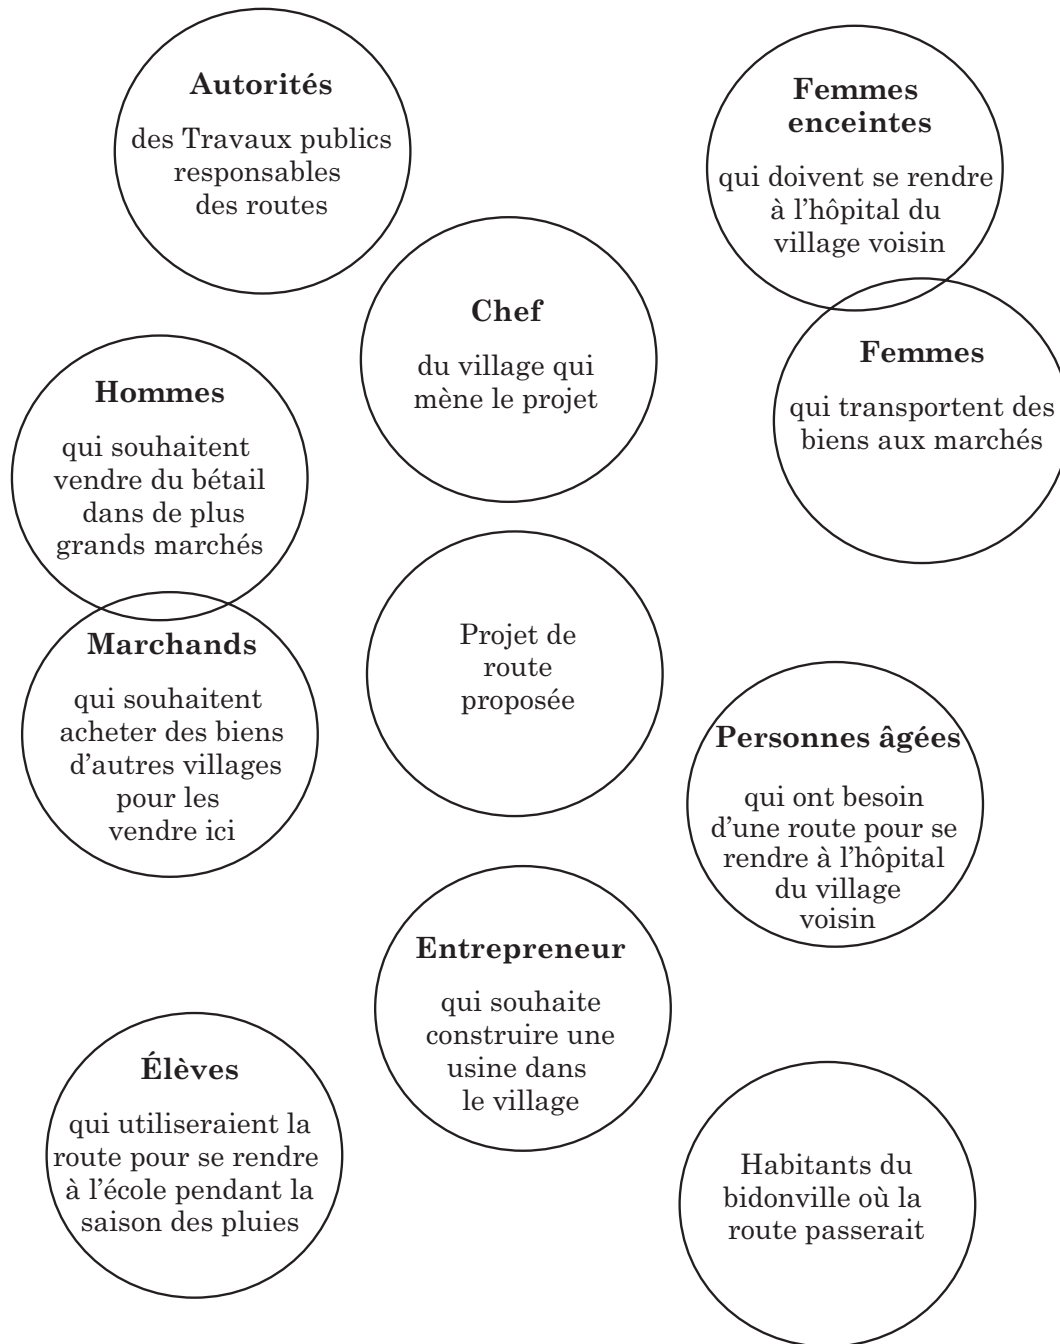 Autorités
des Travaux publics
responsables
des routes
Femmes
enceintes
qui doivent se rendre
à l'hôpital du
village voisin
Chef
du village qui
mène le projet
Femmes
qui transportent des
biens aux marchés
Hommes
qui souhaitent
vendre du bétail
dans de plus
grands marchés
Marchands
qui souhaitent
acheter des biens
d'autres villages
pour les
vendre ici
Projet de
route
proposée
Personnes âgées
qui ont besoin
d'une route pour se
rendre à l'hôpital
du village
voisin
Entrepreneur
qui souhaite
construire une
usine dans
le village
Élèves
qui utiliseraient la
route pour se rendre
à l'école pendant la
saison des pluies
Habitants du
bidonville où la
route passerait